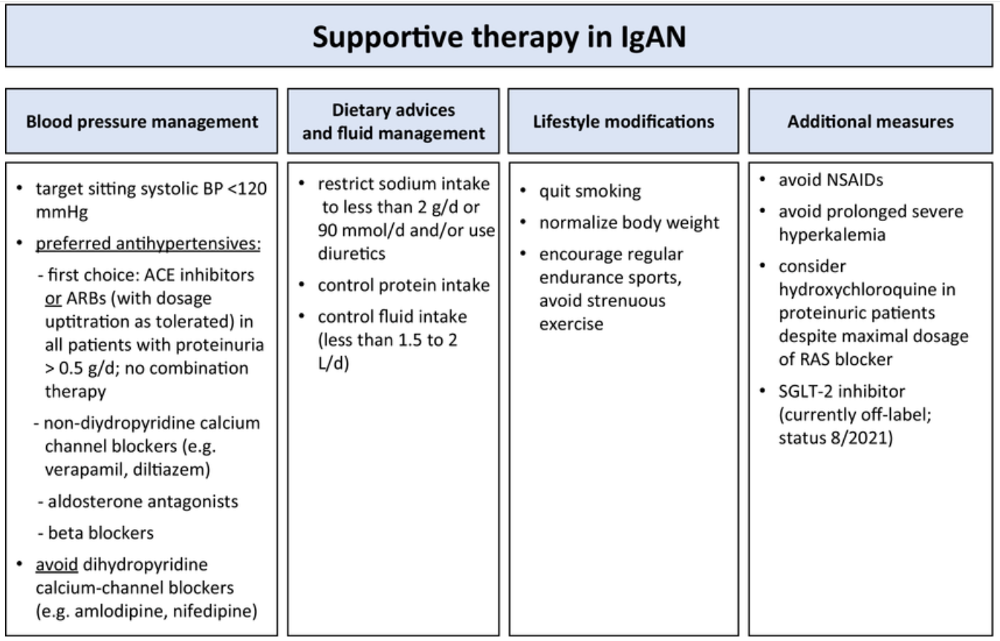 Supportive therapy in IgAN
Blood pressure management
• target sitting systolic BP <120
mmHg
• preferred antihypertensives:
- first choice: ACE inhibitors
or ARBs (with dosage
uptitration as tolerated) in
all patients with proteinuria
> 0.5 g/d; no combination
therapy
- non-diydropyridine calcium
channel blockers (e.g.
verapamil, diltiazem)
- aldosterone antagonists
- beta blockers
• avoid dihydropyridine
calcium-channel blockers
(e.g. amlodipine, nifedipine)
Dietary advices
and fluid management
• restrict sodium intake
to less than 2 g/d or
90 mmol/d and/or use
diuretics
• control protein intake
• control fluid intake
(less than 1.5 to 2
L/d)
Lifestyle modifications
• quit smoking
• normalize body weight
• encourage regular
endurance sports,
avoid strenuous
exercise
Additional measures
• avoid NSAIDs
• avoid prolonged severe
hyperkalemia
• consider
hydroxychloroquine in
proteinuric patients
despite maximal dosage
of RAS blocker
• SGLT-2 inhibitor
(currently off-label;
status 8/2021)